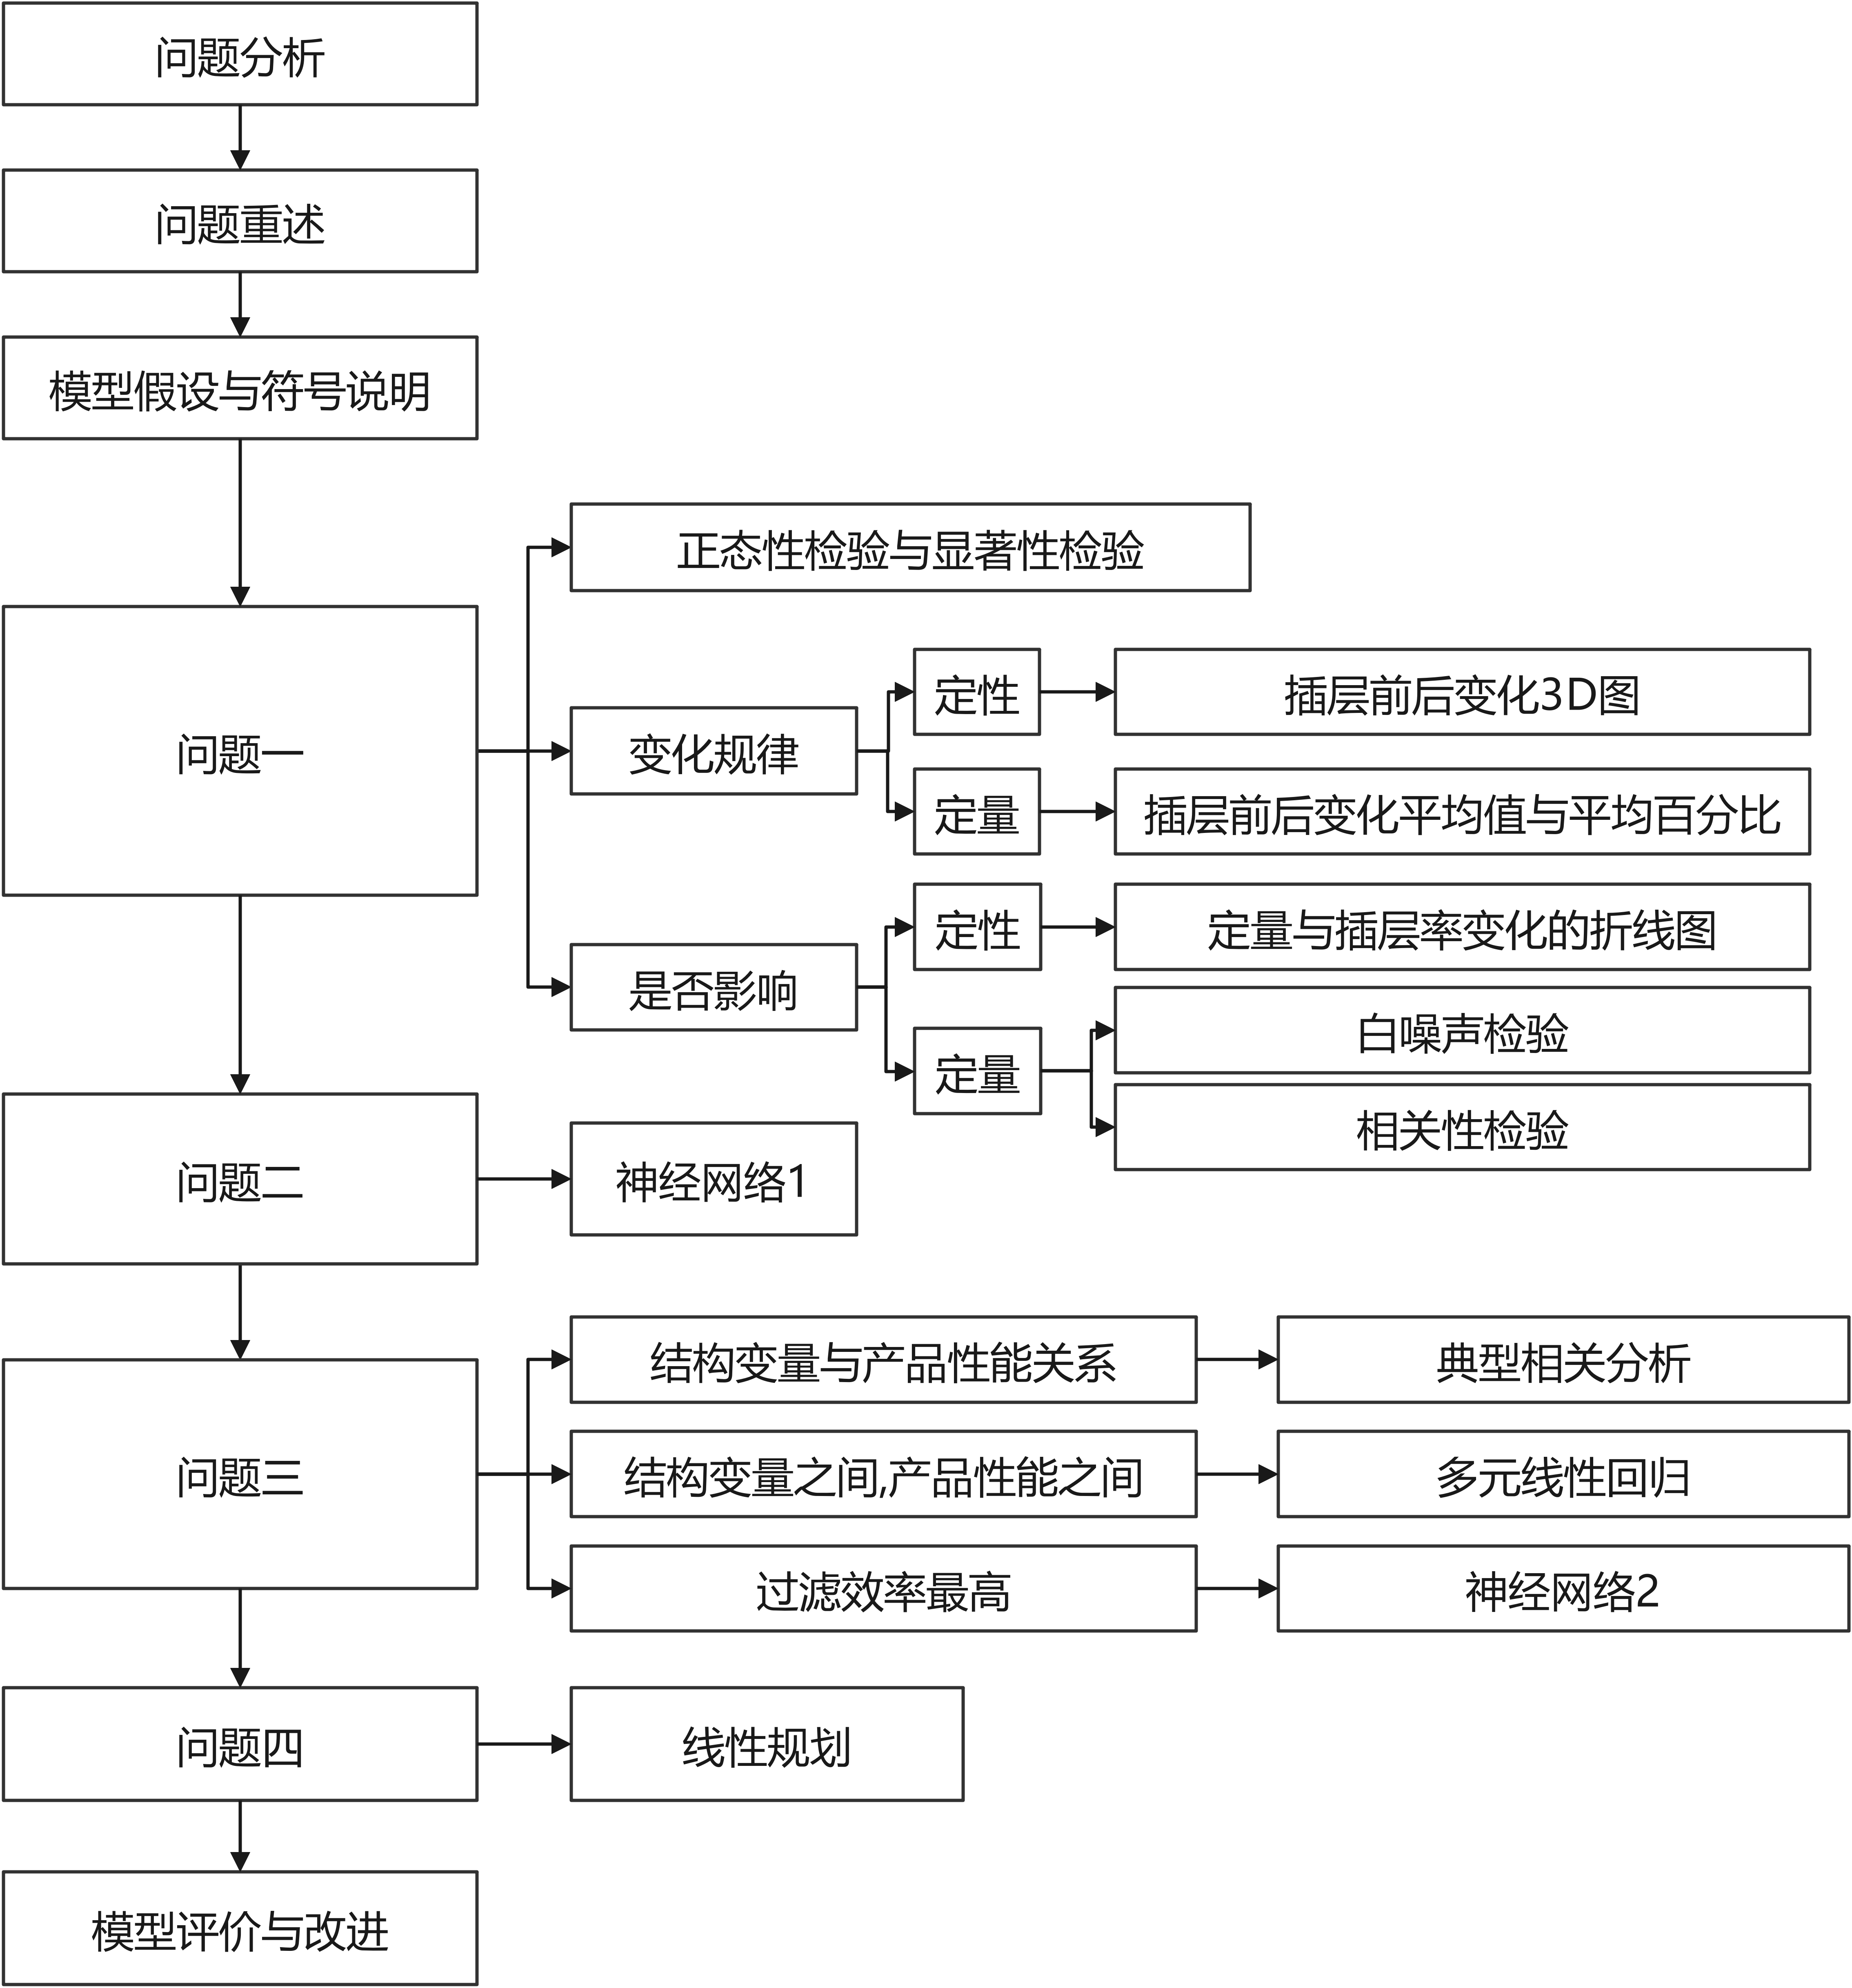 问题分析
问题重述
模型假设与符号说明
正态性检验与显著性检验
定性
插层前后变化3D图
问题一
变化规律
定量
插层前后变化平均值与平均百分比
定性
定量与插层率变化的折线图
是否影响
白噪声检验
定量
相关性检验
问题二
神经网络1
结构变量与产品性能关系
典型相关分析
问题三
结构变量之间,产品性能之间
多元线性回归
过滤效率最高
神经网络2
问题四
线性规划
模型评价与改进